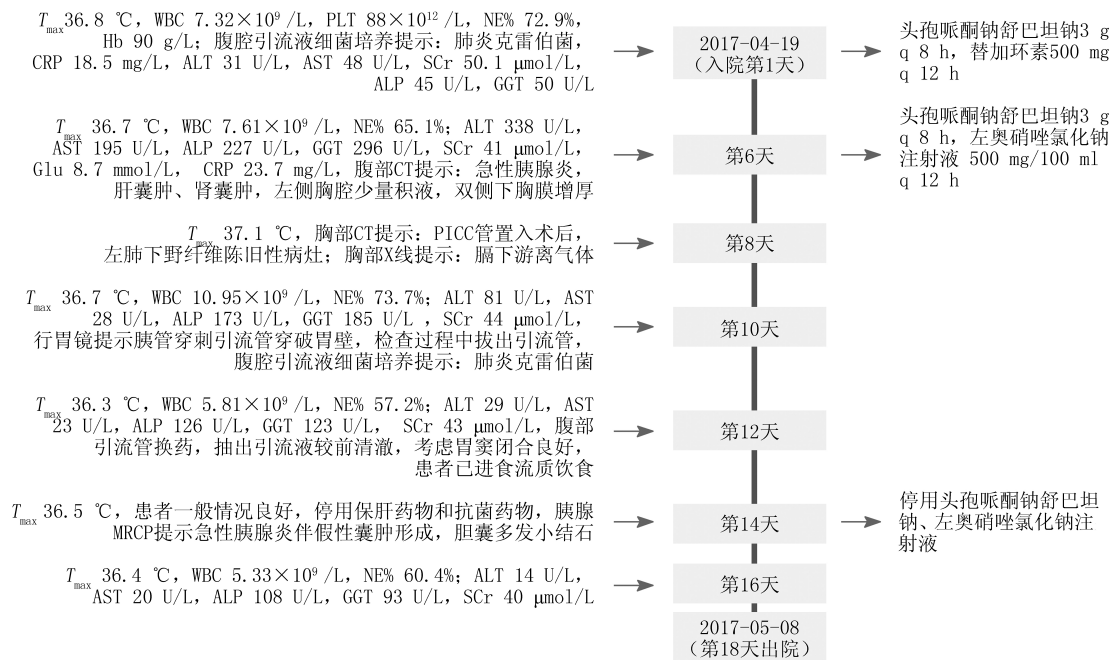 T max 36.8 ℃，WBC 7.32×10⁹ /L，PLT 88×10¹² /L，NE% 72.9%，
Hb 90 g/L；腹腔引流液细菌培养提示：肺炎克雷伯菌，
CRP 18.5 mg/L，ALT 31 U/L，AST 48 U/L，SCr 50.1 μmol/L，
ALP 45 U/L，GGT 50 U/L
2017-04-19
（入院第1天）
头孢哌酮钠舒巴坦钠3 g
q 8 h，替加环素500 mg
q 12 h
T max 36.7 ℃，WBC 7.61×10⁹ /L，NE% 65.1%；ALT 338 U/L，
AST 195 U/L，ALP 227 U/L，GGT 296 U/L，SCr 41 μmol/L，
Glu 8.7 mmol/L， CRP 23.7 mg/L，腹部CT提示：急性胰腺炎，
肝囊肿、肾囊肿，左侧胸腔少量积液，双侧下胸膜增厚
第6天
头孢哌酮钠舒巴坦钠3 g
q 8 h，左奥硝唑氯化钠
注射液 500 mg/100 ml
q 12 h
T max 37.1 ℃，胸部CT提示：PICC管置入术后，
左肺下野纤维陈旧性病灶；胸部X线提示：膈下游离气体
第8天
T max 36.7 ℃，WBC 10.95×10⁹ /L，NE% 73.7%；ALT 81 U/L，AST
28 U/L，ALP 173 U/L，GGT 185 U/L ，SCr 44 μmol/L，
行胃镜提示胰管穿刺引流管穿破胃壁，检查过程中拔出引流管，
腹腔引流液细菌培养提示：肺炎克雷伯菌
第10天
T max 36.3 ℃，WBC 5.81×10⁹ /L，NE% 57.2%；ALT 29 U/L，AST
23 U/L，ALP 126 U/L，GGT 123 U/L， SCr 43 μmol/L，腹部
引流管换药，抽出引流液较前清澈，考虑胃窦闭合良好，
患者已进食流质饮食
第12天
T max 36.5 ℃，患者一般情况良好，停用保肝药物和抗菌药物，胰腺
MRCP提示急性胰腺炎伴假性囊肿形成，胆囊多发小结石
第14天
停用头孢哌酮钠舒巴坦
钠、左奥硝唑氯化钠注
射液
T max 36.4 ℃，WBC 5.33×10⁹ /L，NE% 60.4%；ALT 14 U/L，
AST 20 U/L，ALP 108 U/L，GGT 93 U/L，SCr 40 μmol/L
第16天
2017-05-08
（第18天出院）